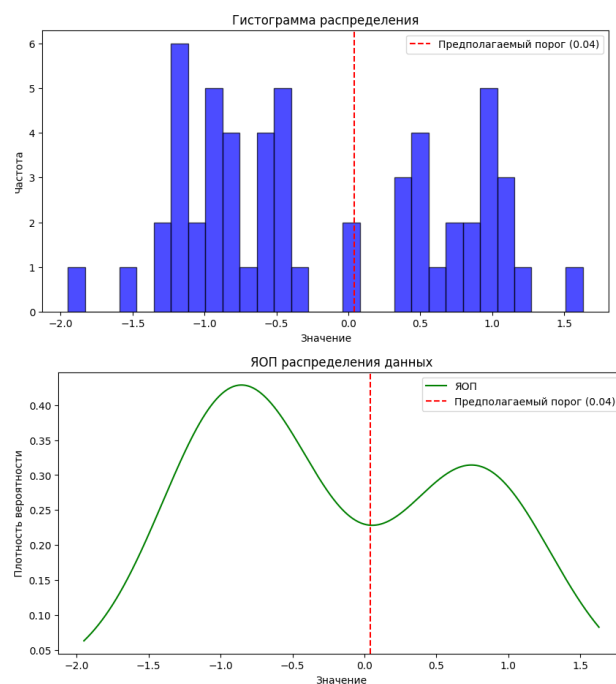 Гистограмма распределения
Предполагаемый порог (0.04)
6
5
4
3
2
1
0
Частота
−2.0 −1.5 −1.0 −0.5 0.0 0.5 1.0 1.5
Значение
ЯОП распределения данных
ЯОП
Предполагаемый порог (0.04)
0.40
0.35
0.30
0.25
0.20
0.15
0.10
0.05
Плотность вероятности
−2.0 −1.5 −1.0 −0.5 0.0 0.5 1.0 1.5
Значение